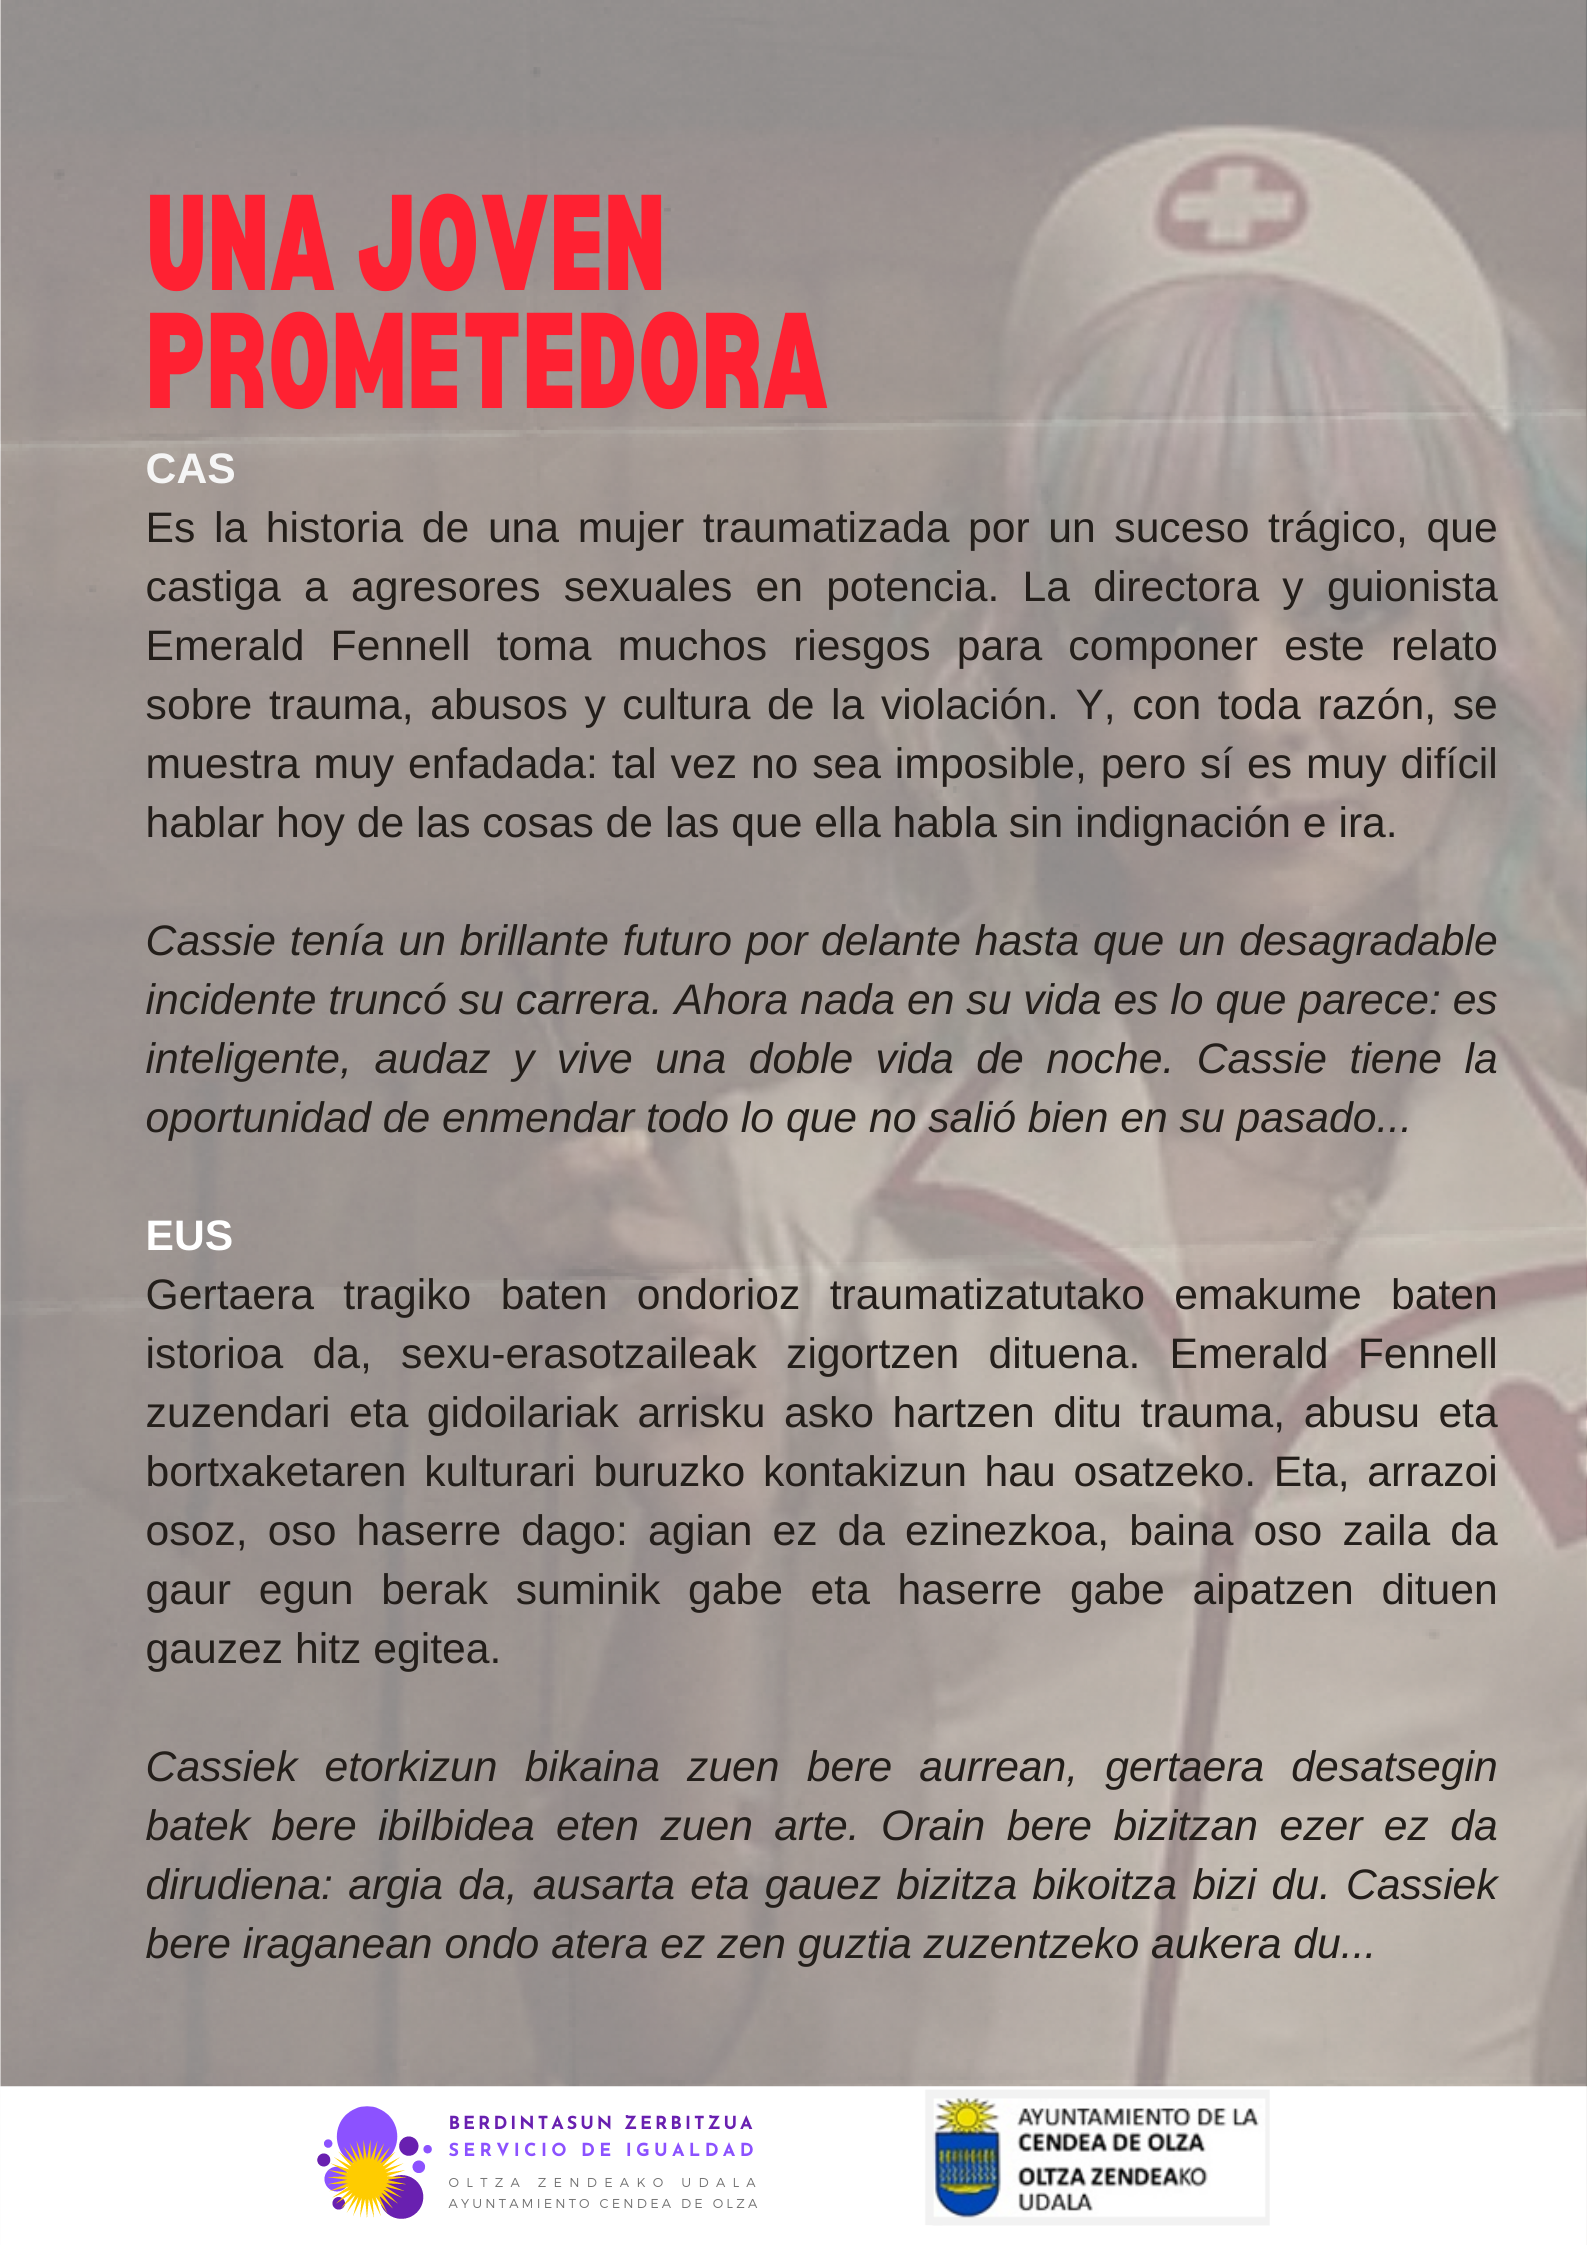 UNA JOVEN
PROMETEDORA
CAS
Es la historia de una mujer traumatizada por un suceso trágico, que
castiga a agresores sexuales en potencia. La directora y guionista
Emerald Fennell toma muchos riesgos para componer este relato
sobre trauma, abusos y cultura de la violación. Y, con toda razón, se
muestra muy enfadada: tal vez no sea imposible, pero sí es muy difícil
hablar hoy de las cosas de las que ella habla sin indignación e ira.
Cassie tenía un brillante futuro por delante hasta que un desagradable
incidente truncó su carrera. Ahora nada en su vida es lo que parece: es
inteligente, audaz y vive una doble vida de noche. Cassie tiene la
oportunidad de enmendar todo lo que no salió bien en su pasado...
EUS
Gertaera tragiko baten ondorioz traumatizatutako emakume baten
istorioa da, sexu-erasotzaileak zigortzen dituena. Emerald Fennell
zuzendari eta gidoilariak arrisku asko hartzen ditu trauma, abusu eta
bortxaketaren kulturari buruzko kontakizun hau osatzeko. Eta, arrazoi
osoz, oso haserre dago: agian ez da ezinezkoa, baina oso zaila da
gaur egun berak suminik gabe eta haserre gabe aipatzen dituen
gauzez hitz egitea.
Cassiek etorkizun bikaina zuen bere aurrean, gertaera desatsegin
batek bere ibilbidea eten zuen arte. Orain bere bizitzan ezer ez da
dirudiena: argia da, ausarta eta gauez bizitza bikoitza bizi du. Cassiek
bere iraganean ondo atera ez zen guztia zuzentzeko aukera du...
BERDINTASUN ZERBITZUA
SERVICIO DE IGUALDAD
OLTZA ZENDEAKO UDALA
AYUNTAMIENTO CENDEA DE OLZA
AYUNTAMIENTO DE LA
CENDEA DE OLZA
OLTZA ZENDEAKO
UDALA